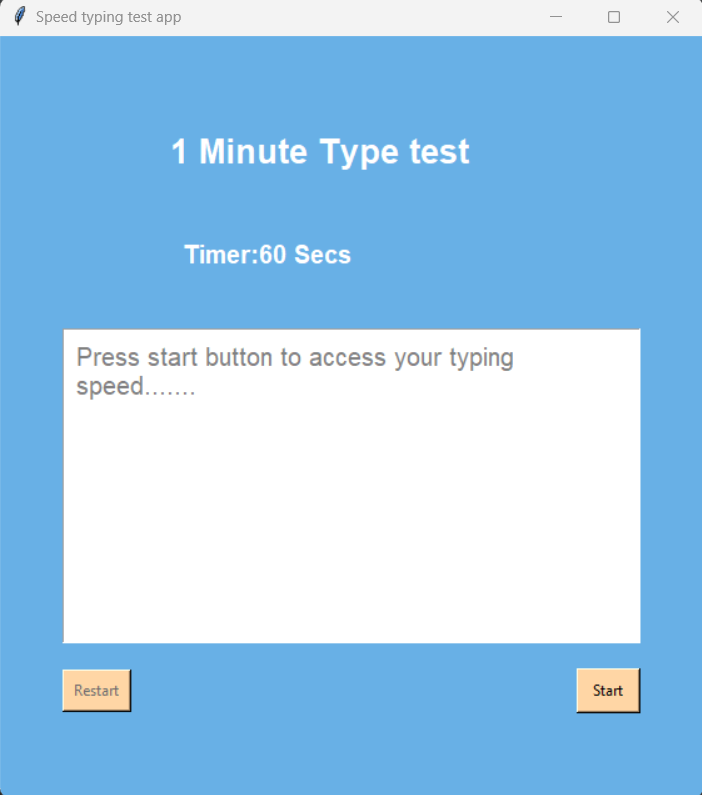 Speed typing test app
1 Minute Type test
Timer:60 Secs
Press start button to access your typing
speed.......
Restart
Start